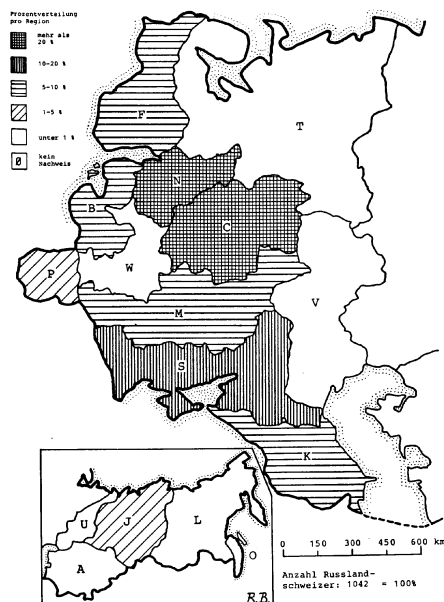 Prozentverteilung
pro Region
mehr als
20 %
10-20 %
5-10 %
1-5 %
unter 1 %
Ø kein
Nachweis
F
T
N
B
C
P
W
V
M
S
K
U
J
L
A
O
0 150 300 450 600 km
Anzahl Russland-
schweizer: 1042 = 100%
R.B.